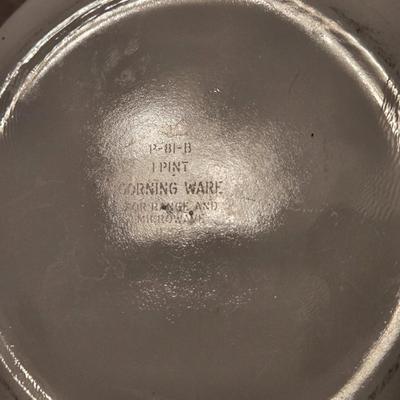 P-81-B
1 PINT
CORNING WARE
FOR RANGE AND
MICROWAVE